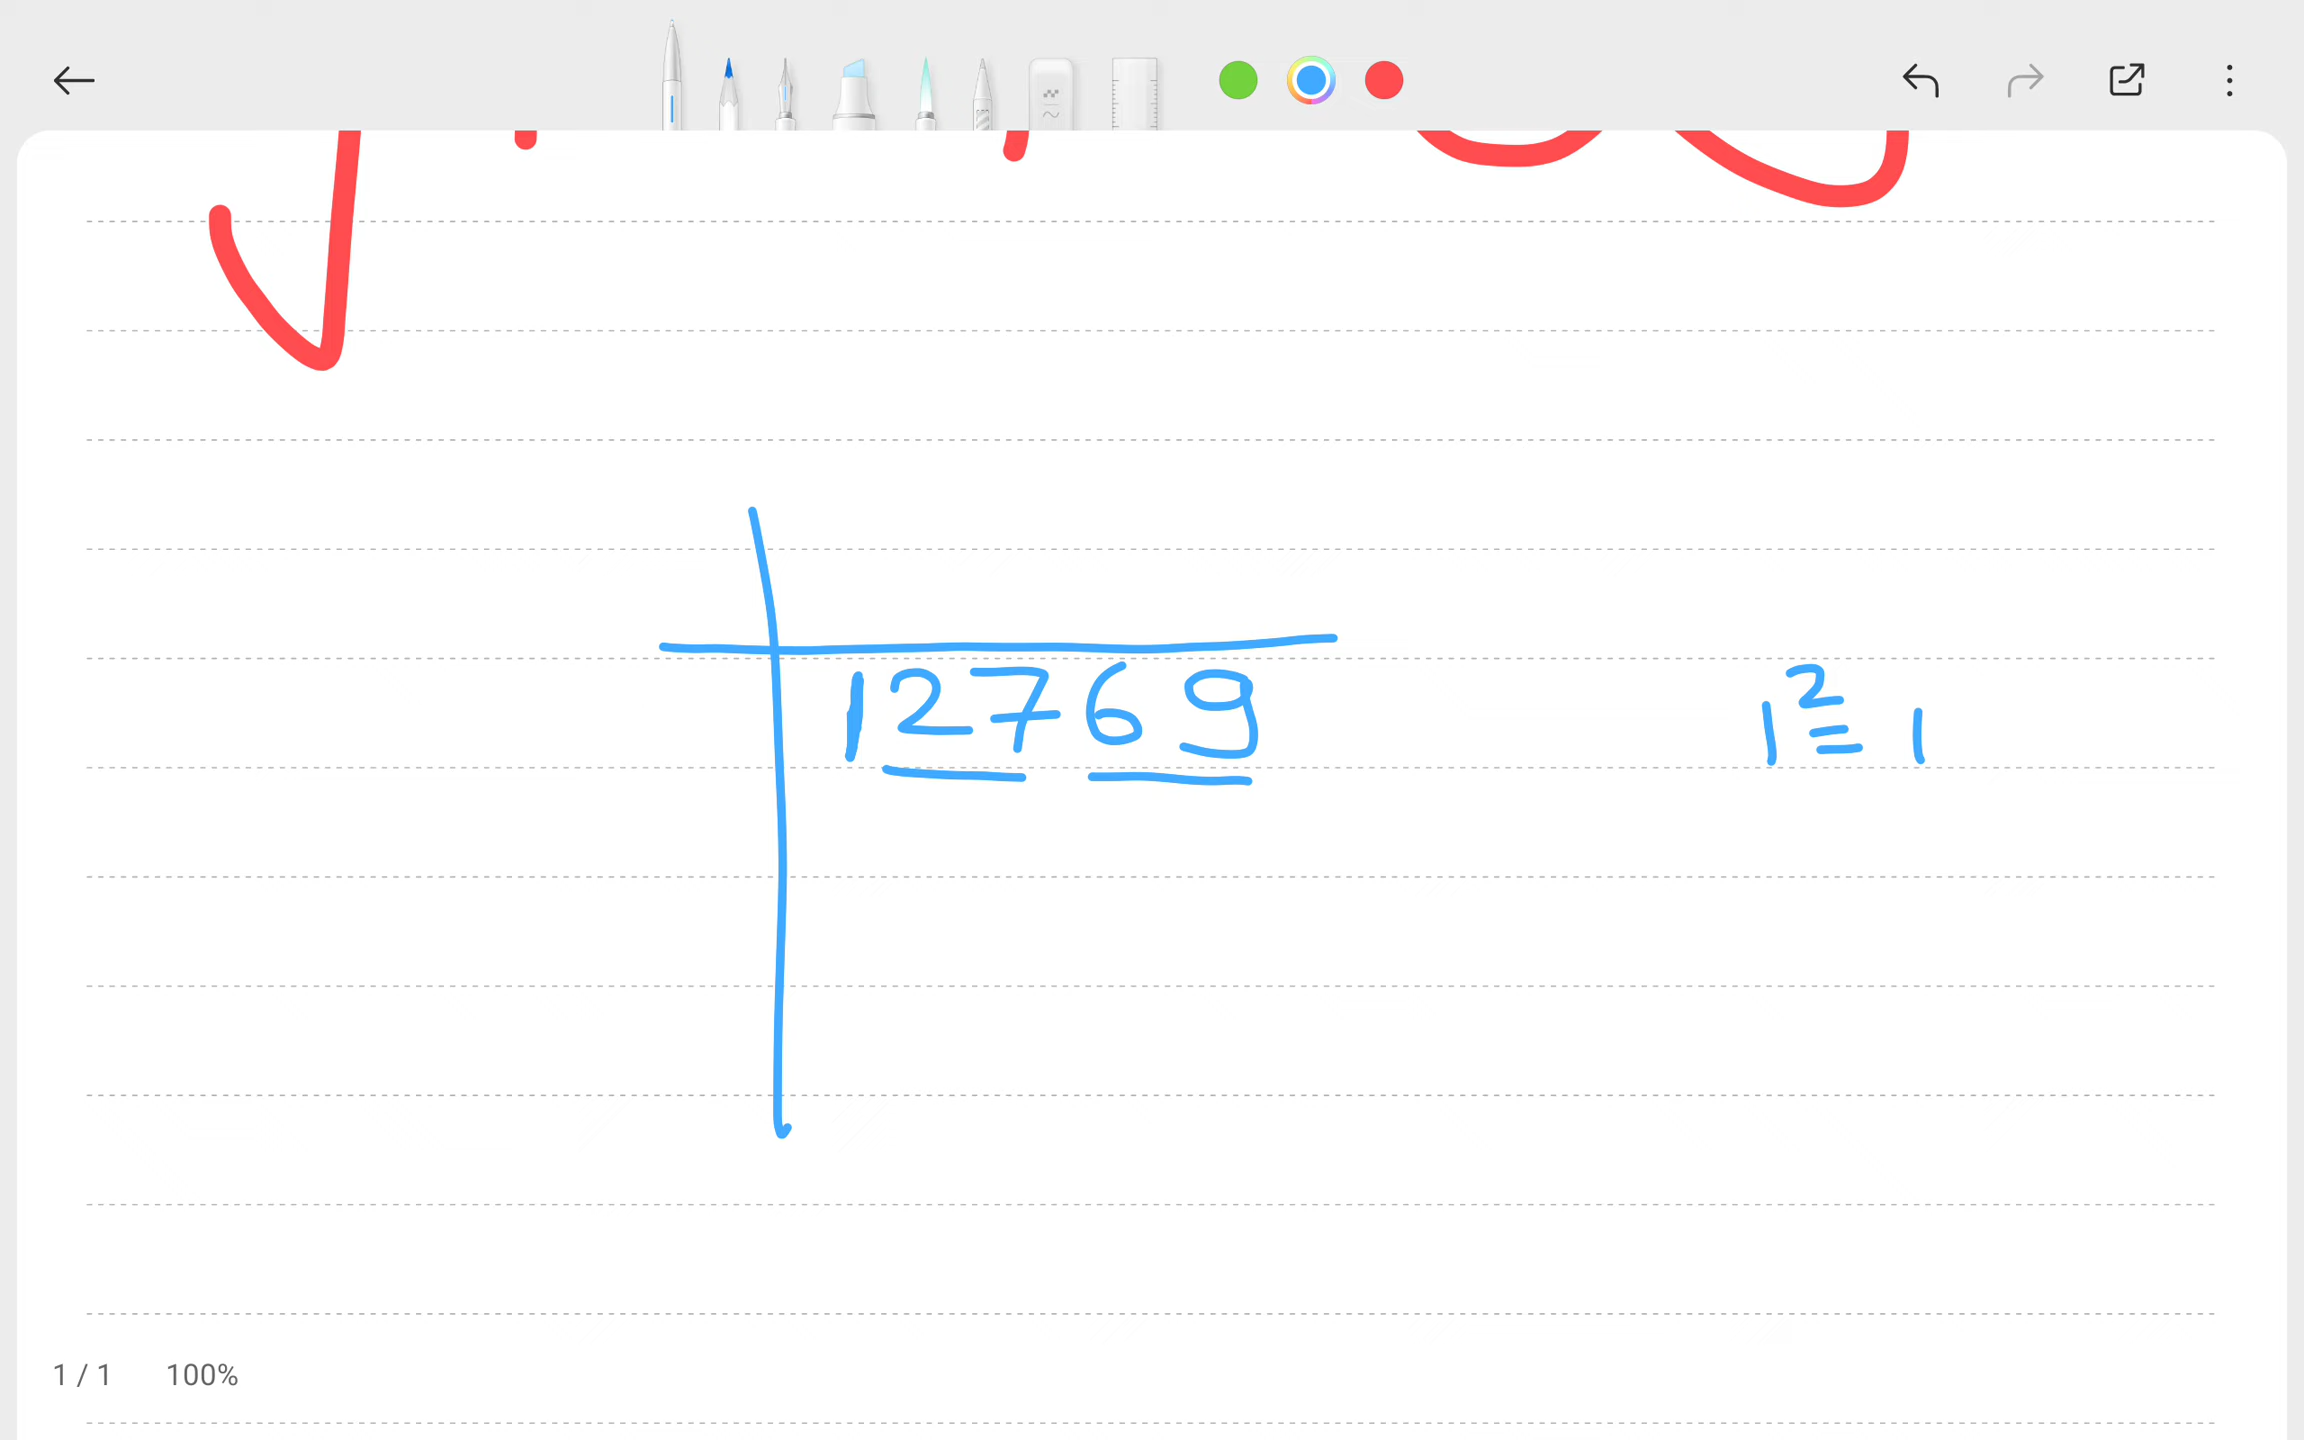 12769
1² = 1
1 / 1 100%